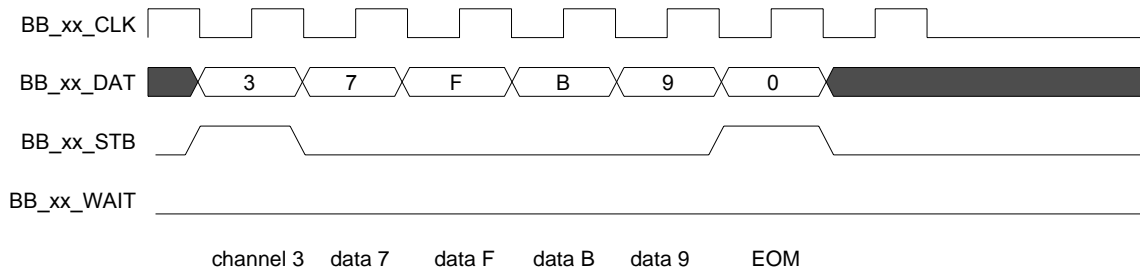 BB_xx_CLK
BB_xx_DAT 3 7 F B 9 0
BB_xx_STB
BB_xx_WAIT
channel 3 data 7 data F data B data 9 EOM